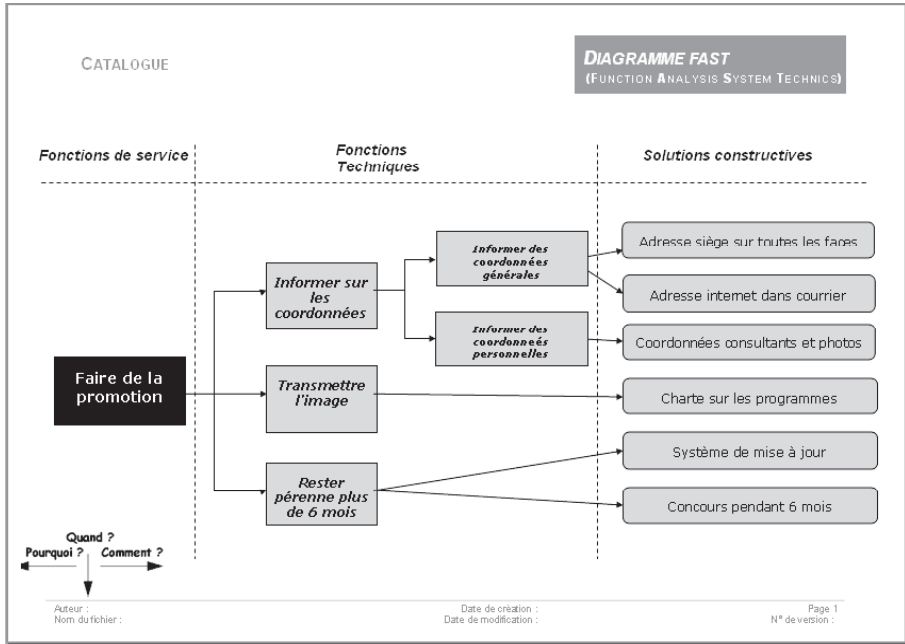 CATALOGUE
DIAGRAMME FAST
(FUNCTION ANALYSIS SYSTEM TECHNICS)
Fonctions de service
Fonctions
Techniques
Solutions constructives
Faire de la
promotion
Informer sur
les
coordonnées
Transmettre
l'image
Rester
pérenne plus
de 6 mois
Informer des
coordonnées
générales
Informer des
coordonneés
personnelles
Adresse siège sur toutes les faces
Adresse internet dans courrier
Coordonnées consultants et photos
Charte sur les programmes
Système de mise à jour
Concours pendant 6 mois
Quand ?
Pourquoi ? Comment ?
Auteur : Date de création : Page 1
Nom du fichier : Date de modification : N° de version :